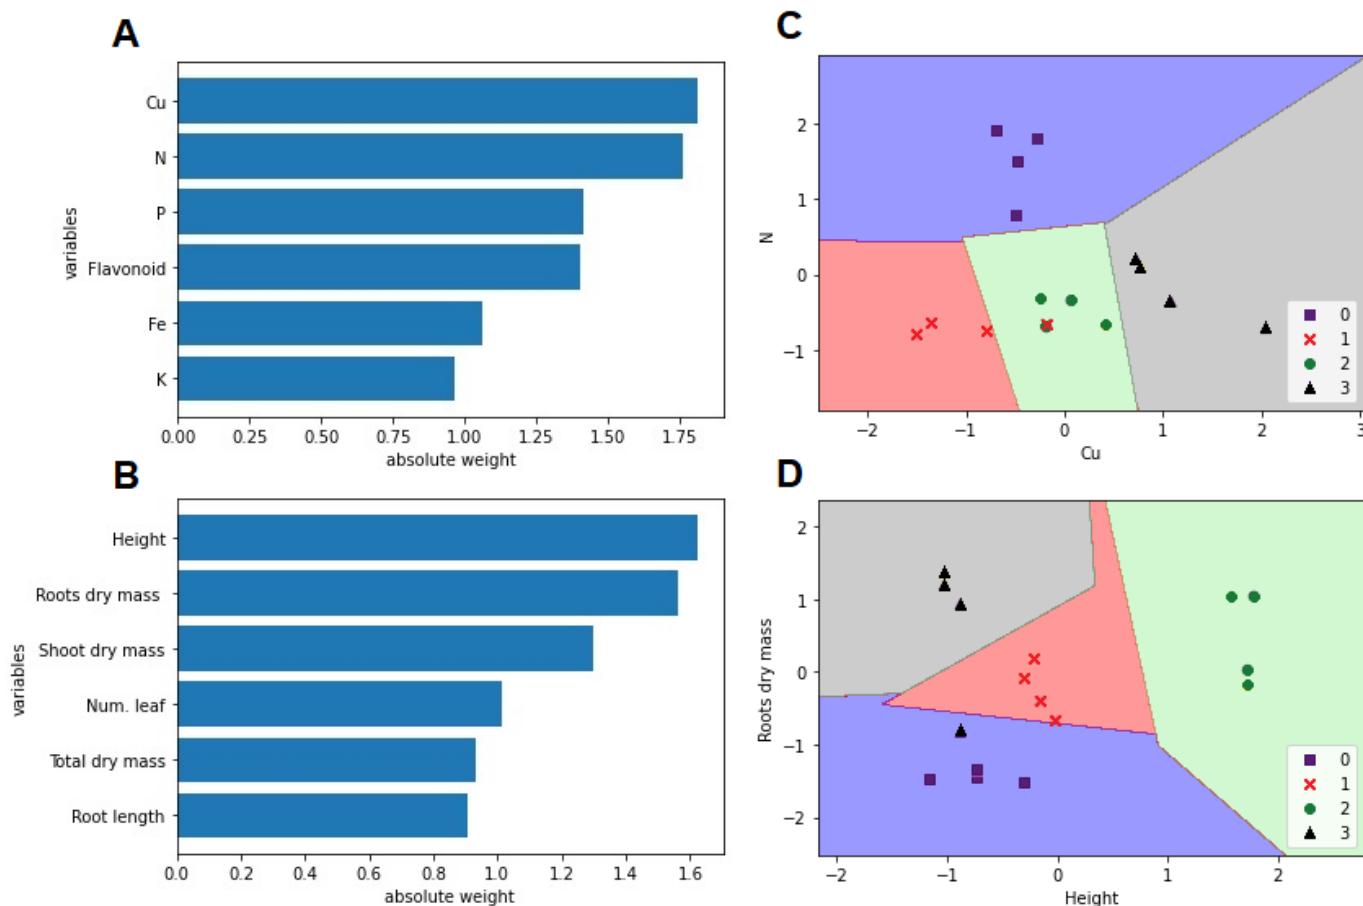 A
variables
Cu
N
P
Flavonoid
Fe
K
0.00 0.25 0.50 0.75 1.00 1.25 1.50 1.75
absolute weight
B
variables
Height
Roots dry mass
Shoot dry mass
Num. leaf
Total dry mass
Root length
0.0 0.2 0.4 0.6 0.8 1.0 1.2 1.4 1.6
absolute weight
C
N
2
1
0
−1
0
1
2
3
−2 −1 0 1 2 3
Cu
D
Roots dry mass
2
1
0
−1
−2
0
1
2
3
−2 −1 0 1 2
Height